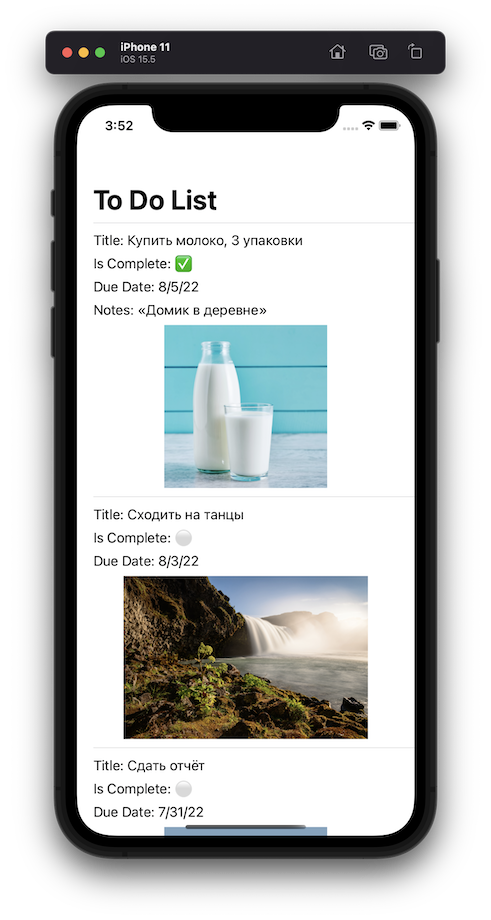 iPhone 11
iOS 15.5
3:52
To Do List
Title: Купить молоко, 3 упаковки
Is Complete: ✅
Due Date: 8/5/22
Notes: «Домик в деревне»
Title: Сходить на танцы
Is Complete: ⚪
Due Date: 8/3/22
Title: Сдать отчёт
Is Complete: ⚪
Due Date: 7/31/22